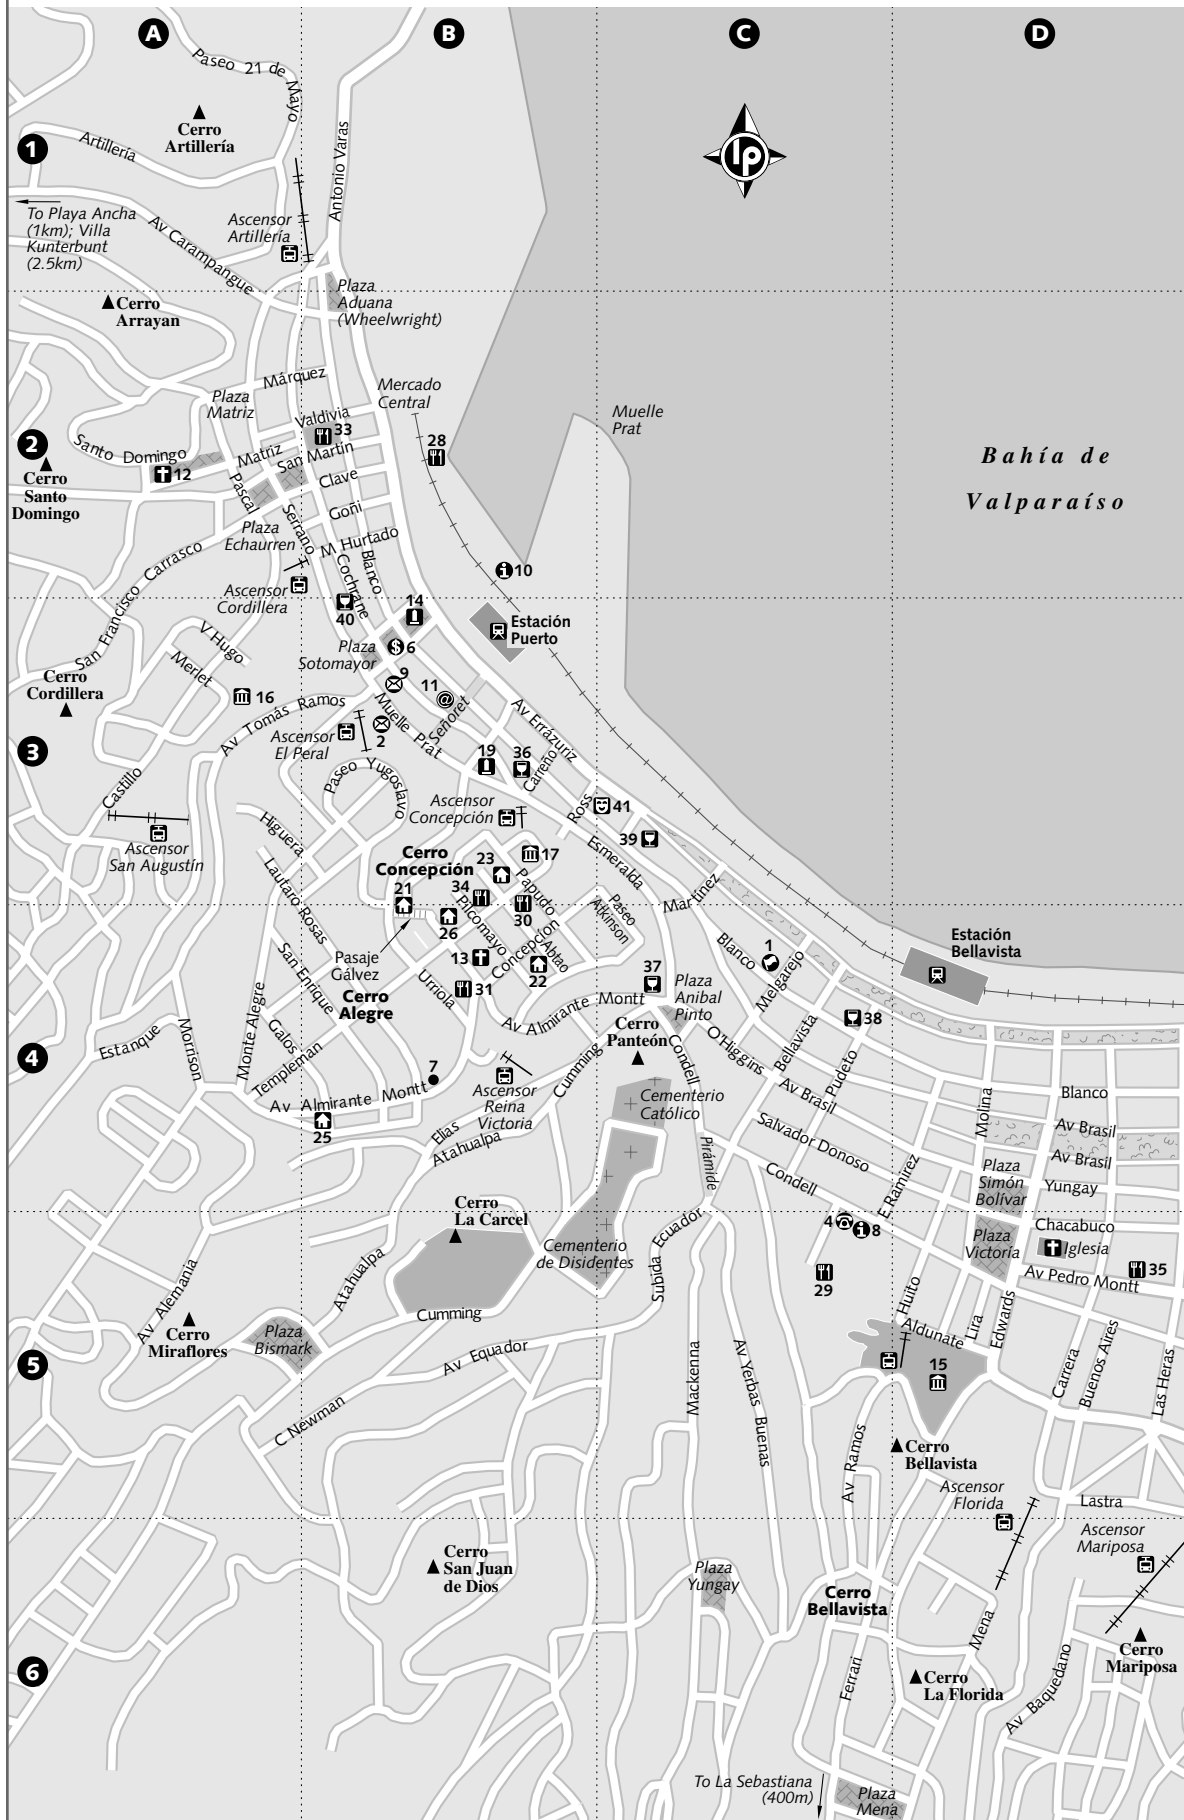 A
B
C
D
1
2
3
4
5
6
lp
Paseo 21 de
Mayo
Cerro
Artillería
Artillería
Antonio Varas
To Playa Ancha
(1km); Villa
Kunterbunt
(2.5km)
Av Carampangue
Ascensor
Artillería
Plaza
Aduana
(Wheelwright)
Cerro
Arrayan
Márquez
Plaza
Matriz
Mercado
Central
Muelle
Prat
Valdivia
33
28
Santo Domingo
12
Matriz
San Martín
Clave
Cerro
Santo
Domingo
Pascal
Serrano
Goñi
Plaza
Echaurren
M Hurtado
Bahía de
Valparaíso
San Francisco Carrasco
Cochrane
Blanco
10
Ascensor
Cordillera
40
14
Estación
Puerto
V Hugo
Merlet
Plaza
Sotomayor
6
9
Cerro
Cordillera
16
11
Señoret
Av Tomás Ramos
Muelle Prat
2
Av Errázuriz
Ascensor
El Peral
19
36
Carreño
Castillo
Paseo Yugoslavo
Ascensor
Concepción
Ross
41
39
Ascensor
San Augustín
Higuera
Cerro
Concepción
23
17
Esmeralda
Lautaro Rosas
21
34
Papudo
30
Paseo
Atkinson
Martínez
26
Pilcomayo
Concepcion
Abtao
Pasaje
Gálvez
13
22
Blanco
1
Melgarejo
Estación
Bellavista
San Enrique
Cerro
Alegre
Urriola
31
37
Plaza
Anibal
Pinto
38
Av Almirante Montt
Estanque
Morrison
Monte Alegre
Galos
Templeman
Cerro
Panteón
Condell
O'Higgins
Bellavista
Pudeto
7
Cumming
Av Almirante Montt
25
Ascensor
Reina
Victoria
Cementerio
Católico
Av Brasil
Molina
Blanco
Elias
Atahualpa
Av Brasil
Av Brasil
Salvador Donoso
Pirámide
Condell
E Ramirez
Plaza
Simón
Bolívar
Yungay
Cerro
La Carcel
Subida Ecuador
4
8
Chacabuco
Plaza
Victoría
Iglesia
Cementerio
de Disidentes
Atahualpa
29
Av Pedro Montt
35
Av Alemania
Huito
Cumming
Cerro
Miraflores
Plaza
Bismark
Lira
Edwards
Aldunate
Av Equador
15
Mackenna
Av Yerbas Buenas
Carrera
Buenos Aires
Las Heras
C Newman
Av Ramos
Cerro
Bellavista
Ascensor
Florida
Lastra
Ascensor
Mariposa
Cerro
San Juan
de Dios
Plaza
Yungay
Cerro
Bellavista
Mena
Cerro
Mariposa
Ferrari
Cerro
La Florida
Av Baquedano
To La Sebastiana
(400m)
Plaza
Mena